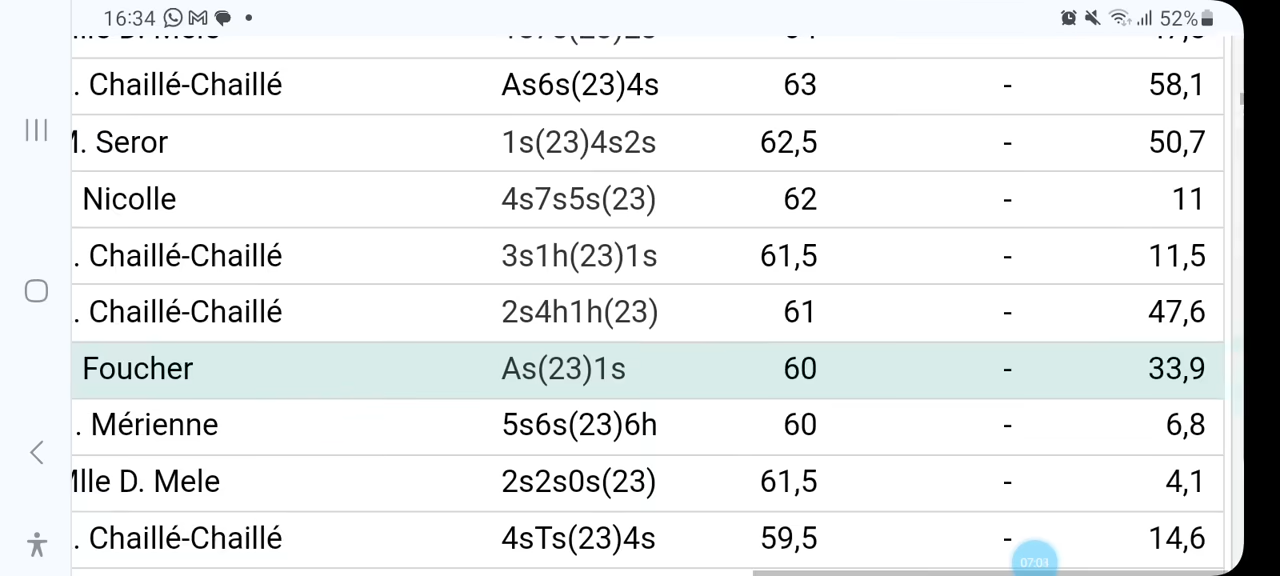 16:34 52%
. Chaillé-Chaillé As6s(23)4s 63 - 58,1
M. Seror 1s(23)4s2s 62,5 - 50,7
Nicolle 4s7s5s(23) 62 - 11
. Chaillé-Chaillé 3s1h(23)1s 61,5 - 11,5
. Chaillé-Chaillé 2s4h1h(23) 61 - 47,6
Foucher As(23)1s 60 - 33,9
. Mérienne 5s6s(23)6h 60 - 6,8
Mlle D. Mele 2s2s0s(23) 61,5 - 4,1
. Chaillé-Chaillé 4sTs(23)4s 59,5 - 14,6
07:03